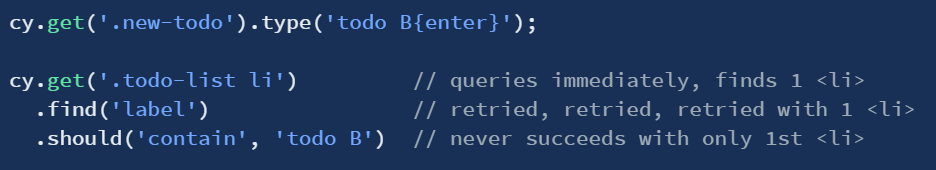 cy.get('.new-todo').type('todo B{enter}');
cy.get('.todo-list li')          // queries immediately, finds 1 <li>
  .find('label')                 // retried, retried, retried with 1 <li>
  .should('contain', 'todo B')  // never succeeds with only 1st <li>